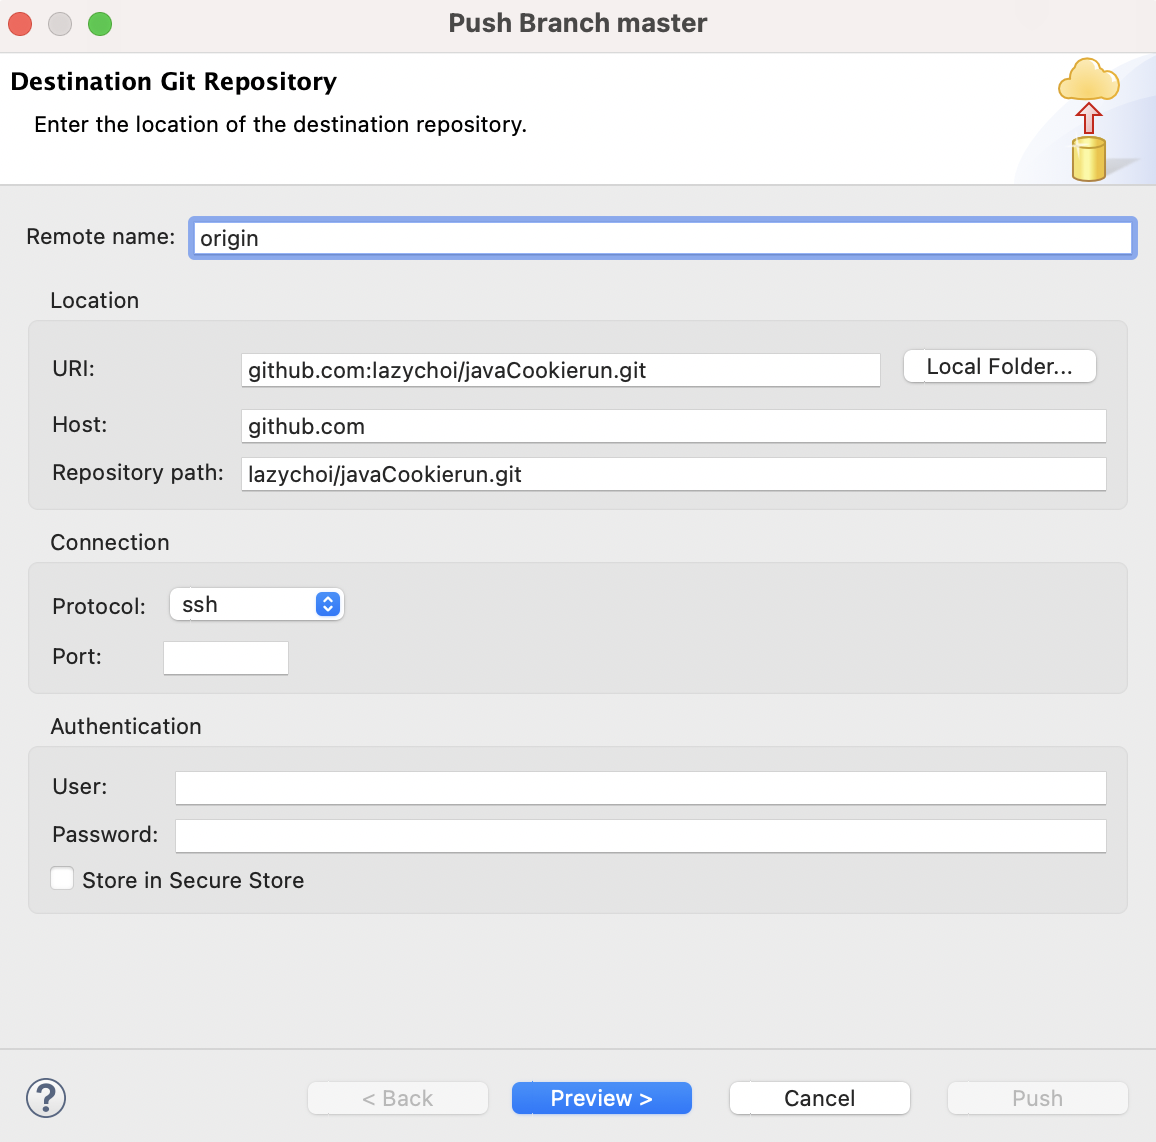 Push Branch master
Destination Git Repository
Enter the location of the destination repository.
Remote name: origin
Location
URI: github.com:lazychoi/javaCookierun.git Local Folder...
Host: github.com
Repository path: lazychoi/javaCookierun.git
Connection
Protocol: ssh
Port:
Authentication
User:
Password:
Store in Secure Store
? < Back Preview > Cancel Push